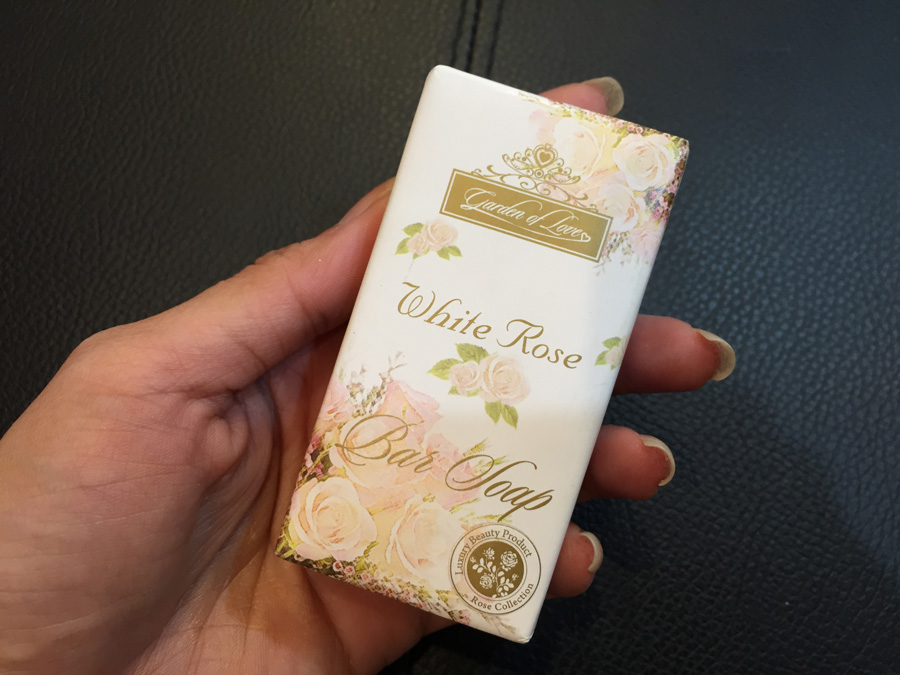 Garden of Love
White Rose
Bar Soap
Luxury Beauty Product
Rose Collection